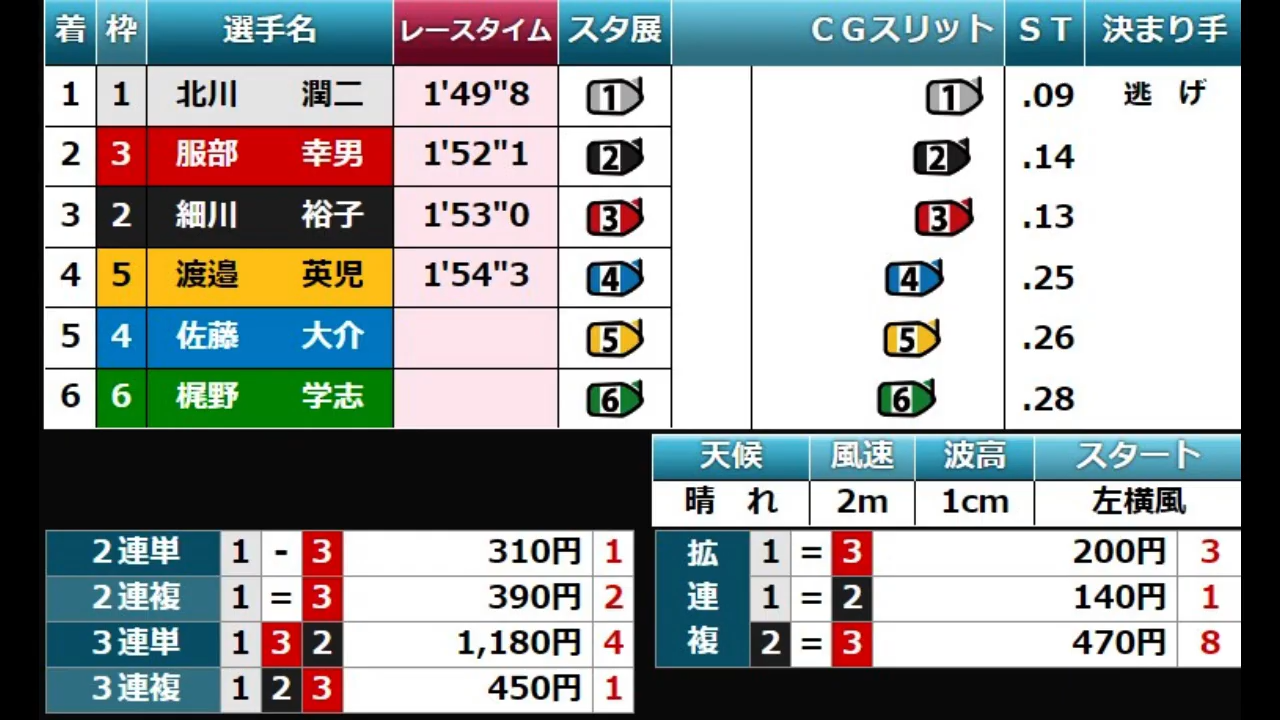 着 枠 選手名 レースタイム スタ展 CGスリット ST 決まり手
1 1 北川 潤二 1'49"8 1 1 .09 逃 げ
2 3 服部 幸男 1'52"1 2 2 .14
3 2 細川 裕子 1'53"0 3 3 .13
4 5 渡邉 英児 1'54"3 4 4 .25
5 4 佐藤 大介 5 5 .26
6 6 梶野 学志 6 6 .28
天候 風速 波高 スタート
晴 れ 2m 1cm 左横風
2連単 1 - 3 310円 1
2連複 1 = 3 390円 2
3連単 1 3 2 1,180円 4
3連複 1 2 3 450円 1
拡 1 = 3 200円 3
連 1 = 2 140円 1
複 2 = 3 470円 8